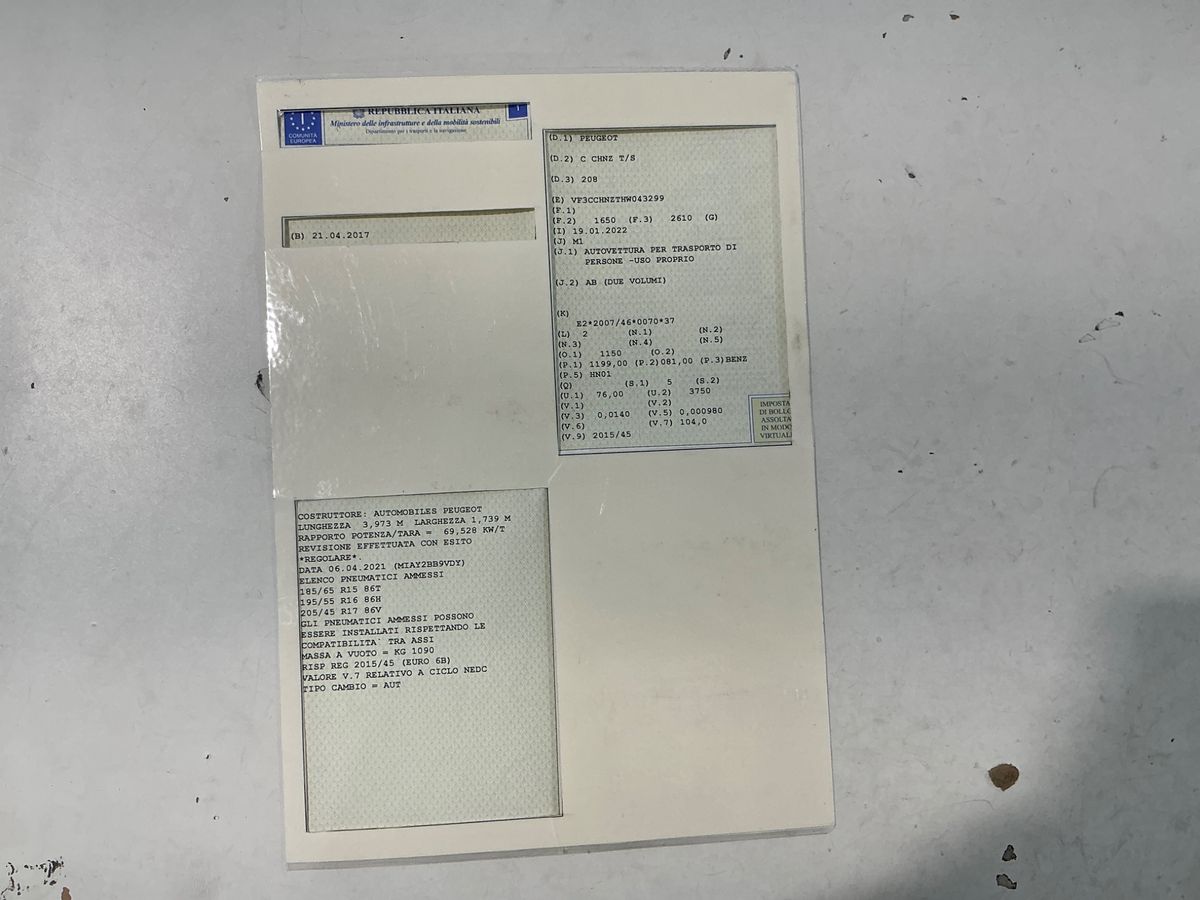 REPUBBLICA ITALIANA
Ministero delle infrastrutture e della mobilità sostenibili
Dipartimento per i trasporti e la navigazione
COMUNITA
EUROPEA
I
1
(B) 21.04.2017
(D.1) PEUGEOT
(D.2) C CHNZ T/S
(D.3) 208
(E) VF3CCHNZTHW043299
(F.1)
(F.2) 1650 (F.3) 2610 (G)
(I) 19.01.2022
(J) M1
(J.1) AUTOVETTURA PER TRASPORTO DI
PERSONE -USO PROPRIO
(J.2) AB (DUE VOLUMI)
(K)
E2*2007/46*0070*37
(L) 2 (N.1) (N.2)
(N.3) (N.4) (N.5)
(O.1) 1150 (O.2)
(P.1) 1199,00 (P.2)081,00 (P.3)BENZ
(P.5) HN01
(Q) (S.1) 5 (S.2)
(U.1) 76,00 (U.2) 3750
(V.1) (V.2)
(V.3) 0,0140 (V.5) 0,000980
(V.6) (V.7) 104,0
(V.9) 2015/45
IMPOSTA
DI BOLLO
ASSOLTA
IN MODO
VIRTUAL
COSTRUTTORE: AUTOMOBILES PEUGEOT
LUNGHEZZA 3,973 M LARGHEZZA 1,739 M
RAPPORTO POTENZA/TARA = 69,528 KW/T
REVISIONE EFFETTUATA CON ESITO
*REGOLARE*.
DATA 06.04.2021 (MIAY2BB9VDY)
ELENCO PNEUMATICI AMMESSI
185/65 R15 86T
195/55 R16 86H
205/45 R17 86V
GLI PNEUMATICI AMMESSI POSSONO
ESSERE INSTALLATI RISPETTANDO LE
COMPATIBILITA` TRA ASSI
MASSA A VUOTO = KG 1090
RISP REG 2015/45 (EURO 6B)
VALORE V.7 RELATIVO A CICLO NEDC
TIPO CAMBIO = AUT